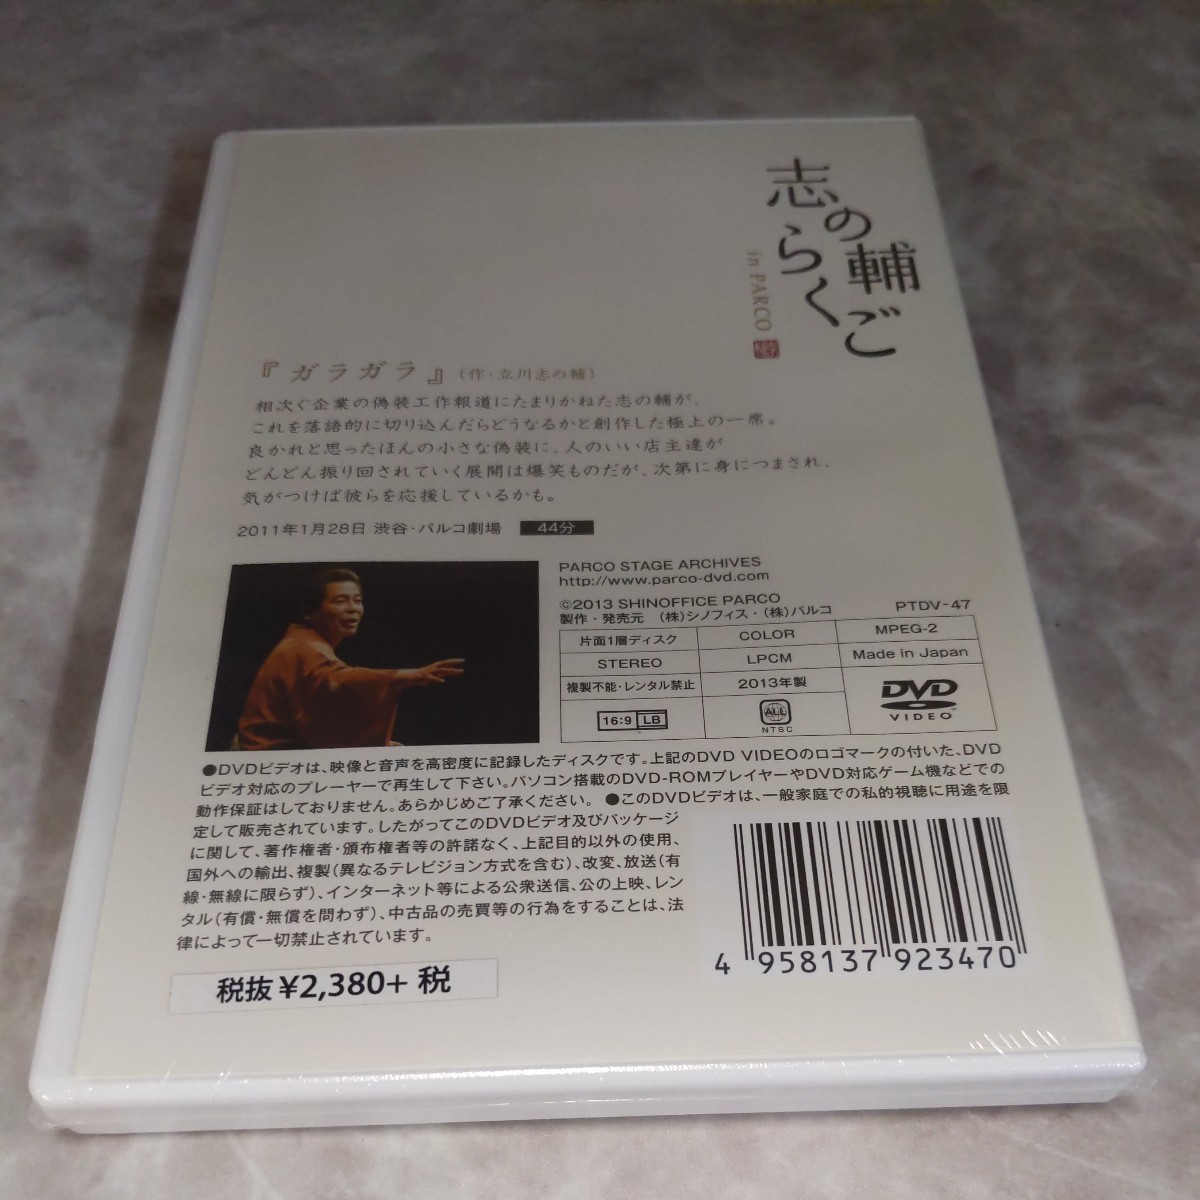 志の輔
らくご
in PARCO
『ガラガラ』(作・立川志の輔)
相次ぐ企業の偽装工作報道にたまりかねた志の輔が、
これを落語的に切り込んだらどうなるかと創作した極上の一席。
良かれと思ったほんの小さな偽装に、人のいい店主達が
どんどん振り回されていく展開は爆笑ものだが、次第に身につまされ、
気がつけば彼らを応援しているかも。
2011年1月28日 渋谷・パルコ劇場 44分
PARCO STAGE ARCHIVES
http://www.parco-dvd.com
©2013 SHINOFFICE PARCO
製作・発売元 (株)シノフィス・(株)パルコ PTDV-47
片面1層ディスク COLOR MPEG-2
STEREO LPCM Made in Japan
複製不能・レンタル禁止 2013年製
16:9 LB ALL NTSC DVD VIDEO
●DVDビデオは、映像と音声を高密度に記録したディスクです。上記のDVD VIDEOのロゴマークの付いた、DVD
ビデオ対応のプレーヤーで再生して下さい。パソコン搭載のDVD-ROMプレイヤーやDVD対応ゲーム機などでの
動作保証はしておりません。あらかじめご了承ください。 ●このDVDビデオは、一般家庭での私的視聴に用途を限
定して販売されています。したがってこのDVDビデオ及びパッケージ
に関して、著作権者・頒布権者等の許諾なく、上記目的以外の使用、
国外への輸出、複製(異なるテレビジョン方式を含む)、改変、放送(有
線・無線に限らず)、インターネット等による公衆送信、公の上映、レン
タル(有償・無償を問わず)、中古品の売買等の行為をすることは、法
律によって一切禁止されています。
4 958137 923470
税抜¥2,380+税